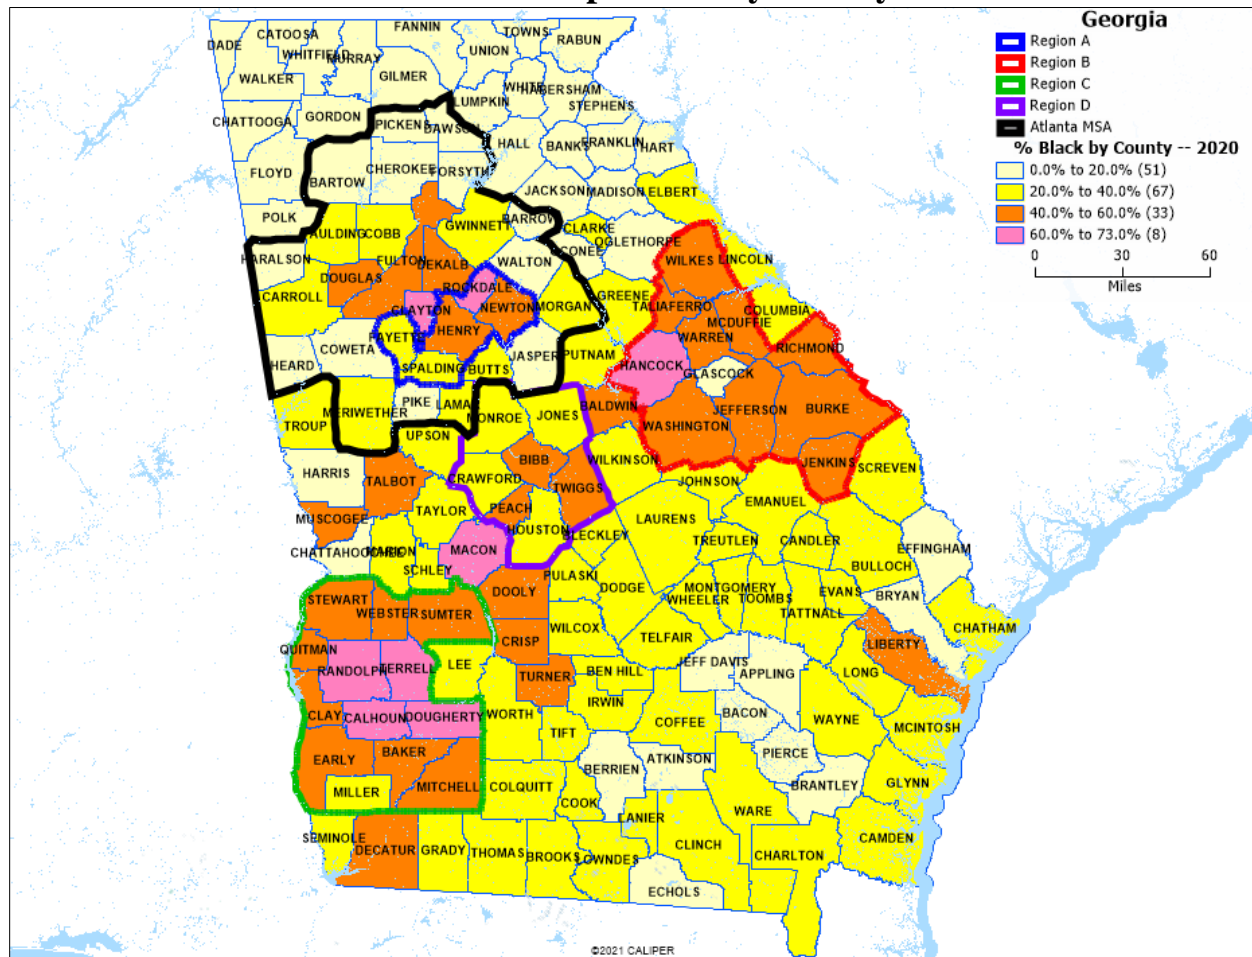 Georgia
Region A
Region B
Region C
Region D
Atlanta MSA
% Black by County -- 2020
0.0% to 20.0% (51)
20.0% to 40.0% (67)
40.0% to 60.0% (33)
60.0% to 73.0% (8)
0 30 60
Miles
DADE CATOOSA FANNIN TOWNS RABUN
WHITFIELD MURRAY UNION
WALKER GILMER WHITE HABERSHAM
LUMPKIN STEPHENS
CHATTOOGA GORDON PICKENS DAWSON
HALL BANKS FRANKLIN HART
FLOYD BARTOW CHEROKEE FORSYTH
JACKSON MADISON ELBERT
POLK AULDING COBB GWINNETT BARROW CLARKE
HARALSON FULTON DEKALB WALTON CONEE OGLETHORPE
WILKES LINCOLN
DOUGLAS ROCKDALE
CARROLL CLAYTON NEWTON MORGAN GREENE TALIAFERRO COLUMBIA
HENRY MCDUFFIE
FAYETT WARREN
COWETA JASPER PUTNAM RICHMOND
HEARD SPALDING BUTTS HANCOCK GLASCOCK
PIKE LAMA
TROUP MERIWETHER MONROE JONES BALDWIN JEFFERSON BURKE
UPSON WASHINGTON
HARRIS BIBB WILKINSON JENKINS SCREVEN
TALBOT CRAWFORD TWIGGS JOHNSON
PEACH EMANUEL
MUSCOGEE TAYLOR HOUSTON LAURENS
CHATTAHOOCHEE MARION MACON BLECKLEY TREUTLEN CANDLER EFFINGHAM
SCHLEY PULASKI BULLOCH
STEWART WEBSTER SUMTER DOOLY DODGE MONTGOMERY EVANS BRYAN
WHEELER TOOMBS TATTNALL
QUITMAN CRISP WILCOX TELFAIR LIBERTY CHATHAM
RANDOLPH TERRELL LEE TURNER BEN HILL JEFF DAVIS APPLING LONG
CLAY CALHOUN DOUGHERTY WORTH IRWIN COFFEE BACON WAYNE MCINTOSH
TIFT
EARLY BAKER BERRIEN ATKINSON PIERCE
MILLER MITCHELL COLQUITT BRANTLEY GLYNN
COOK WARE
SEMINOLE LANIER CAMDEN
DECATUR GRADY THOMAS BROOKS LOWNDES CLINCH CHARLTON
ECHOLS
©2021 CALIPER